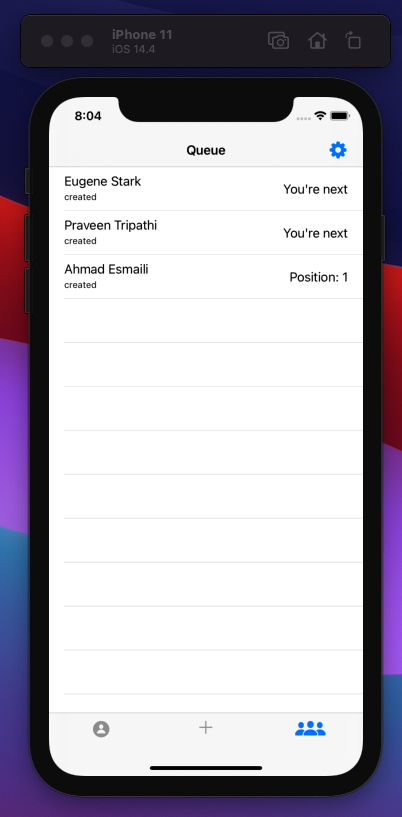 iPhone 11
iOS 14.4
8:04
Queue
Eugene Stark
created
You're next
Praveen Tripathi
created
You're next
Ahmad Esmaili
created
Position: 1